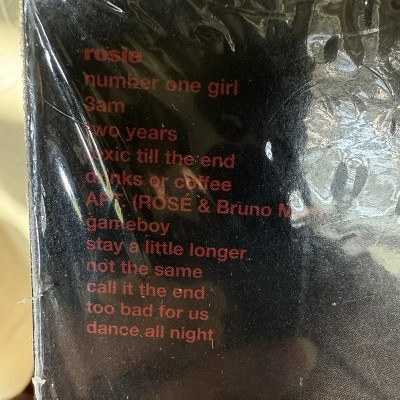 rosie
number one girl
3am
two years
toxic till the end
drinks or coffee
APT. (ROSÉ & Bruno Mars)
gameboy
stay a little longer
not the same
call it the end
too bad for us
dance all night